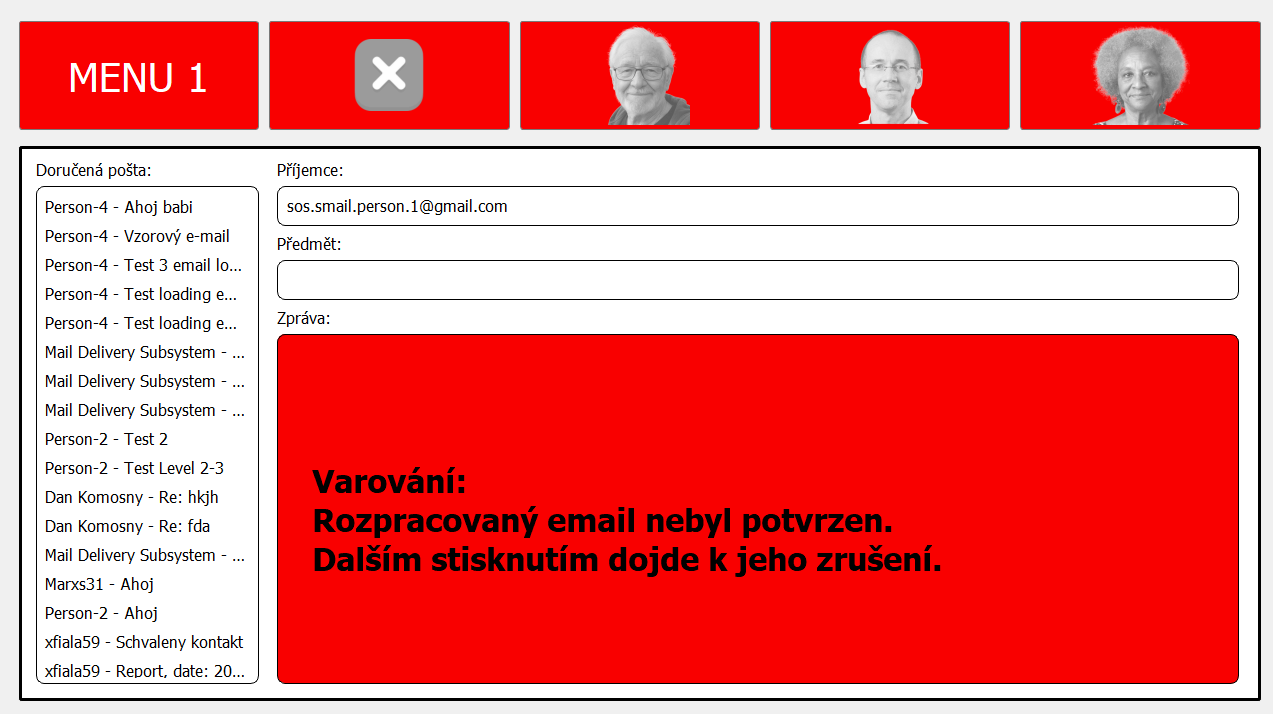 MENU 1
Doručená pošta:
Person-4 - Ahoj babi
Person-4 - Vzorový e-mail
Person-4 - Test 3 email lo...
Person-4 - Test loading e...
Person-4 - Test loading e...
Mail Delivery Subsystem - ...
Mail Delivery Subsystem - ...
Mail Delivery Subsystem - ...
Person-2 - Test 2
Person-2 - Test Level 2-3
Dan Komosny - Re: hkjh
Dan Komosny - Re: fda
Mail Delivery Subsystem - ...
Marxs31 - Ahoj
Person-2 - Ahoj
xfiala59 - Schvaleny kontakt
xfiala59 - Report, date: 20...
Příjemce:
sos.smail.person.1@gmail.com
Předmět:
Zpráva:
Varování:
Rozpracovaný email nebyl potvrzen.
Dalším stisknutím dojde k jeho zrušení.